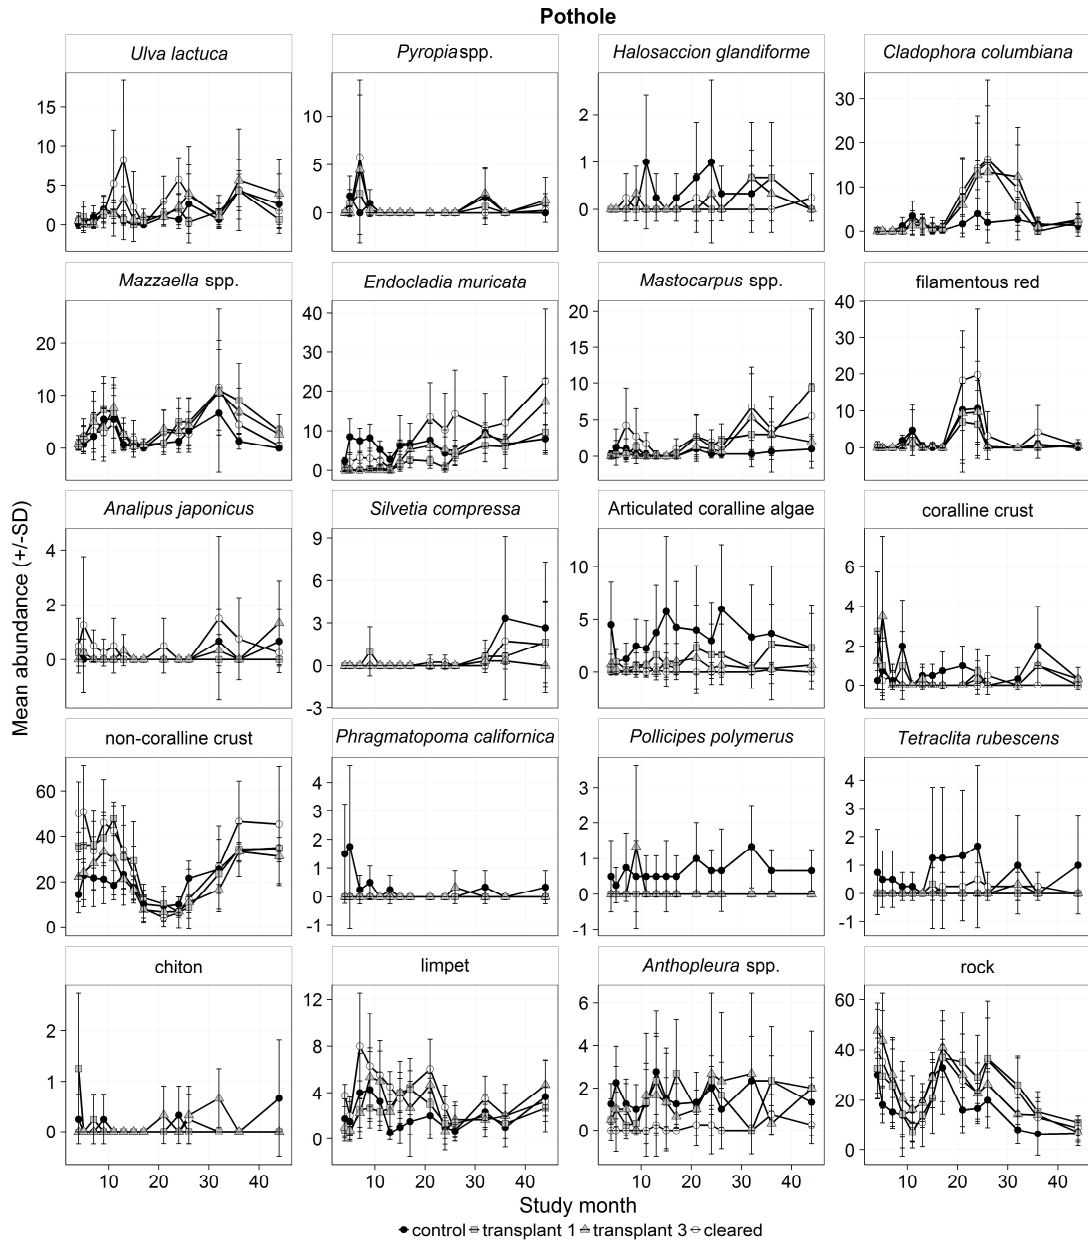 Pothole
Ulva lactuca
Pyropia spp.
Halosaccion glandiforme
Cladophora columbiana
15
10
5
0
10
5
0
2
1
0
30
20
10
0
Mazzaella spp.
Endocladia muricata
Mastocarpus spp.
filamentous red
20
10
0
40
30
20
10
0
20
15
10
5
0
40
30
20
10
0
Mean abundance (+/-SD)
Analipus japonicus
Silvetia compressa
Articulated coralline algae
coralline crust
4
2
0
9
6
3
0
-3
10
5
0
6
4
2
0
non-coralline crust
Phragmatopoma californica
Pollicipes polymerus
Tetraclita rubescens
60
40
20
0
4
3
2
1
0
-1
3
2
1
0
-1
4
3
2
1
0
-1
chiton
limpet
Anthopleura spp.
rock
2
1
0
12
8
4
0
6
4
2
0
60
40
20
0
10 20 30 40
10 20 30 40
10 20 30 40
10 20 30 40
Study month
control transplant 1 transplant 3 cleared